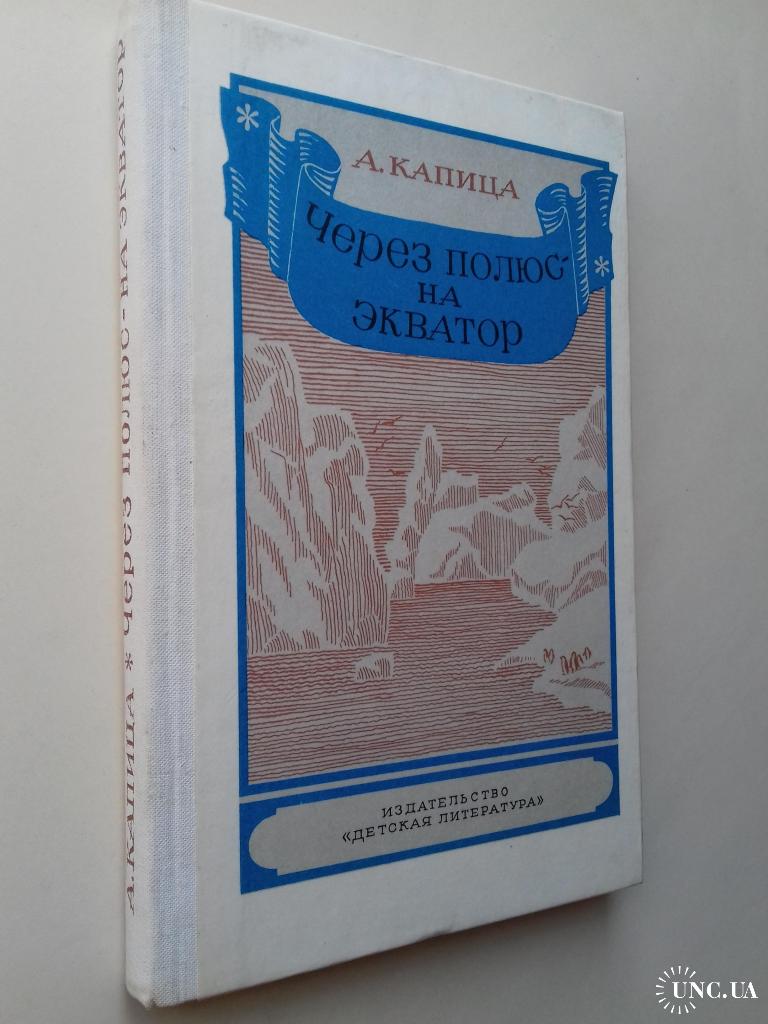 А. КАПИЦА * Через ПОЛЮС - НА ЭКВАТОР
А. КАПИЦА
Через ПОЛЮС-
НА
ЭКВАТОР
ИЗДАТЕЛЬСТВО
«ДЕТСКАЯ ЛИТЕРАТУРА»
UNC.UA